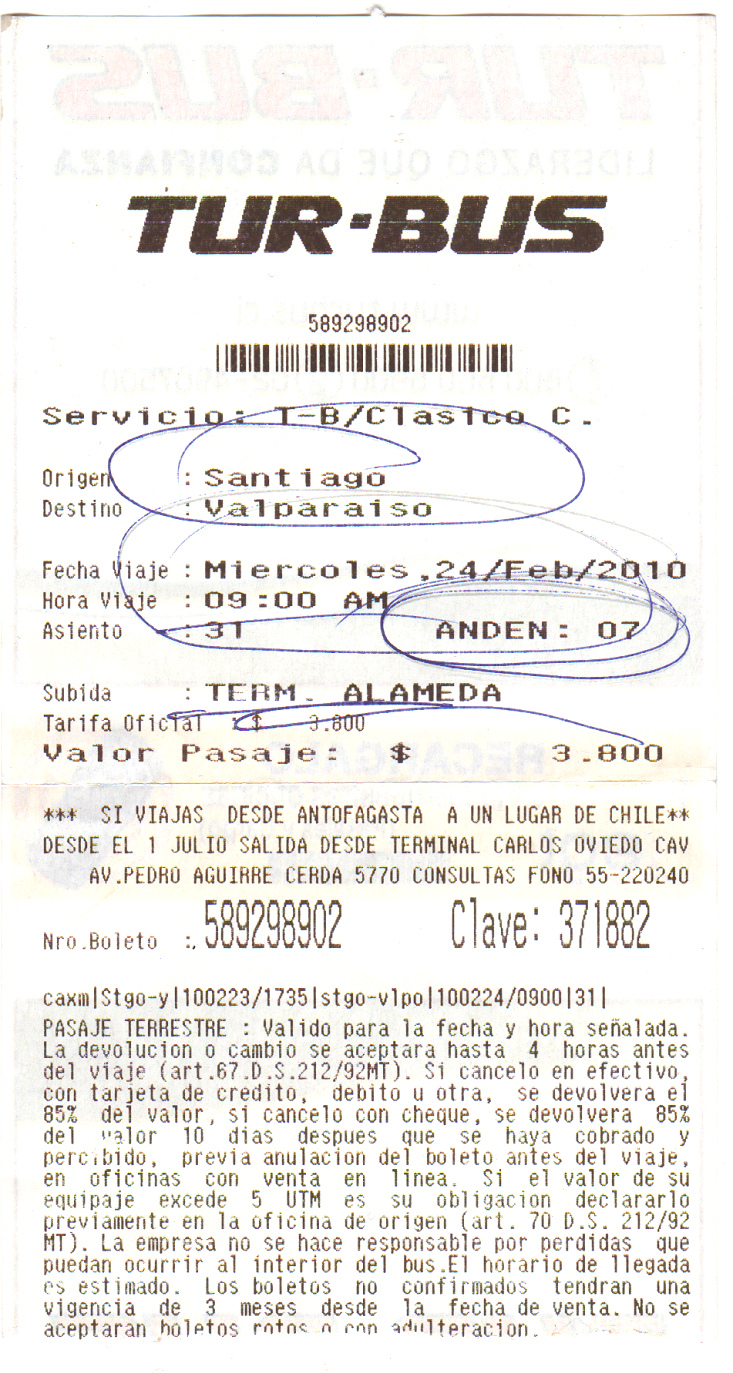 TUR·BUS
LIDERAZGO QUE DA CONFIANZA
TUR·BUS
589298902
Servicio: T-B/Clasico C.
Origen : Santiago
Destino : Valparaiso
Fecha Viaje : Miercoles,24/Feb/2010
Hora Viaje : 09:00 AM
Asiento : 31 ANDEN: 07
Subida : TERM. ALAMEDA
Tarifa Oficial : $ 3.800
Valor Pasaje: $ 3.800
*** SI VIAJAS DESDE ANTOFAGASTA A UN LUGAR DE CHILE**
DESDE EL 1 JULIO SALIDA DESDE TERMINAL CARLOS OVIEDO CAV
AV.PEDRO AGUIRRE CERDA 5770 CONSULTAS FONO 55-220240
Nro.Boleto : 589298902 Clave: 371882
caxm|Stgo-y|100223/1735|stgo-vlpo|100224/0900|31|
PASAJE TERRESTRE : Valido para la fecha y hora señalada.
La devolucion o cambio se aceptara hasta 4 horas antes
del viaje (art.67.D.S.212/92MT). Si cancelo en efectivo,
con tarjeta de credito, debito u otra, se devolvera el
85% del valor, si cancelo con cheque, se devolvera 85%
del valor 10 dias despues que se haya cobrado y
percibido, previa anulacion del boleto antes del viaje,
en oficinas con venta en linea. Si el valor de su
equipaje excede 5 UTM es su obligacion declararlo
previamente en la oficina de origen (art. 70 D.S. 212/92
MT). La empresa no se hace responsable por perdidas que
puedan ocurrir al interior del bus.El horario de llegada
es estimado. Los boletos no confirmados tendran una
vigencia de 3 meses desde la fecha de venta. No se
aceptaran boletos rotos o con adulteracion.